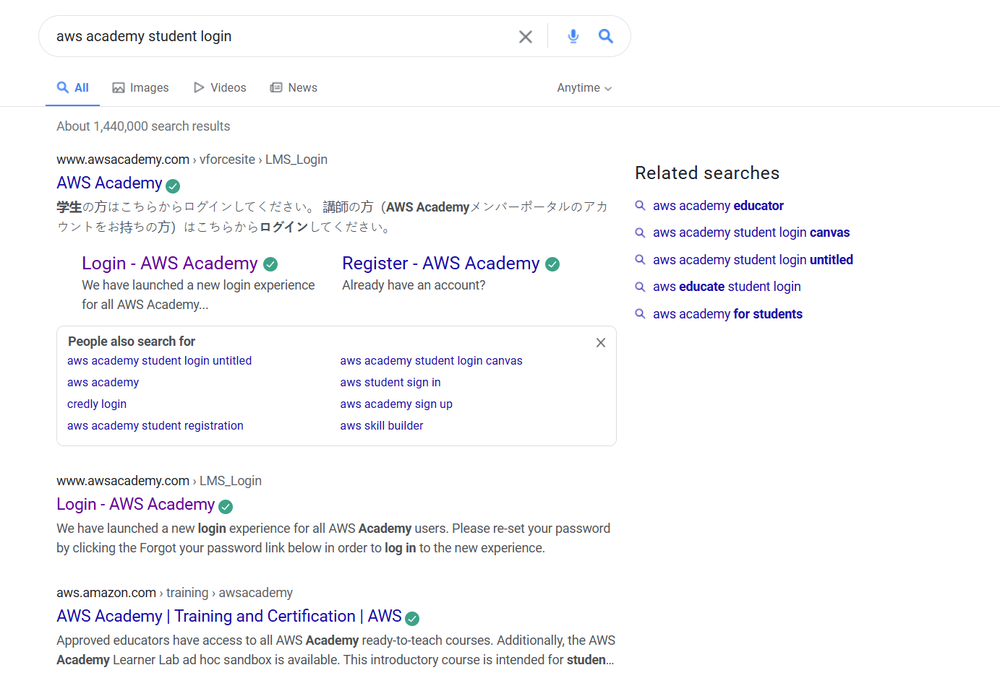 aws academy student login
All Images Videos News Anytime
About 1,440,000 search results
www.awsacademy.com › vforcesite › LMS_Login
AWS Academy
学生の方はこちらからログインしてください。 講師の方（AWS Academyメンバーポータルのアカ
ウントをお持ちの方）はこちらからログインしてください。
Login - AWS Academy
We have launched a new login experience
for all AWS Academy...
Register - AWS Academy
Already have an account?
People also search for
aws academy student login untitled
aws academy student login canvas
aws academy
aws student sign in
credly login
aws academy sign up
aws academy student registration
aws skill builder
www.awsacademy.com › LMS_Login
Login - AWS Academy
We have launched a new login experience for all AWS Academy users. Please re-set your password
by clicking the Forgot your password link below in order to log in to the new experience.
aws.amazon.com › training › awsacademy
AWS Academy | Training and Certification | AWS
Approved educators have access to all AWS Academy ready-to-teach courses. Additionally, the AWS
Academy Learner Lab ad hoc sandbox is available. This introductory course is intended for studen...
Related searches
aws academy educator
aws academy student login canvas
aws academy student login untitled
aws educate student login
aws academy for students